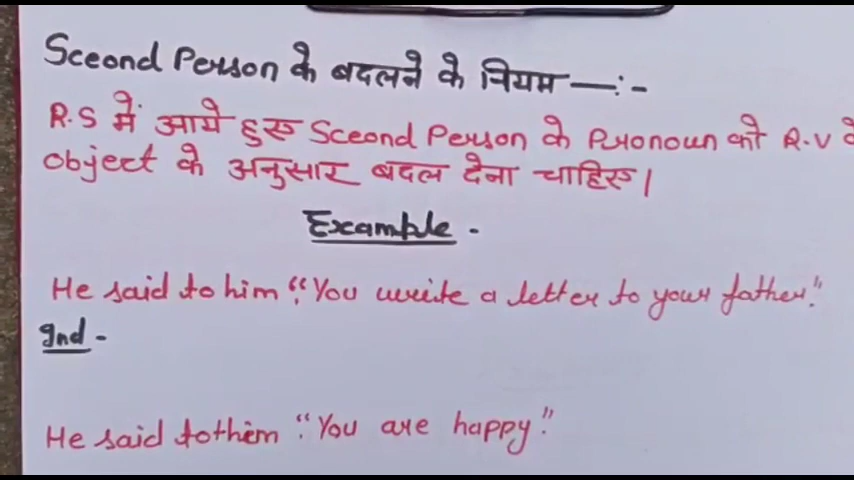 Sceond Person के बदलने के नियम —:-
R.S में आये हुए Sceond Person के Pronoun को R.V के
object के अनुसार बदल देना चाहिए।
Example -
He said to him "You write a letter to your father."
Ind -
He said to them "You are happy."